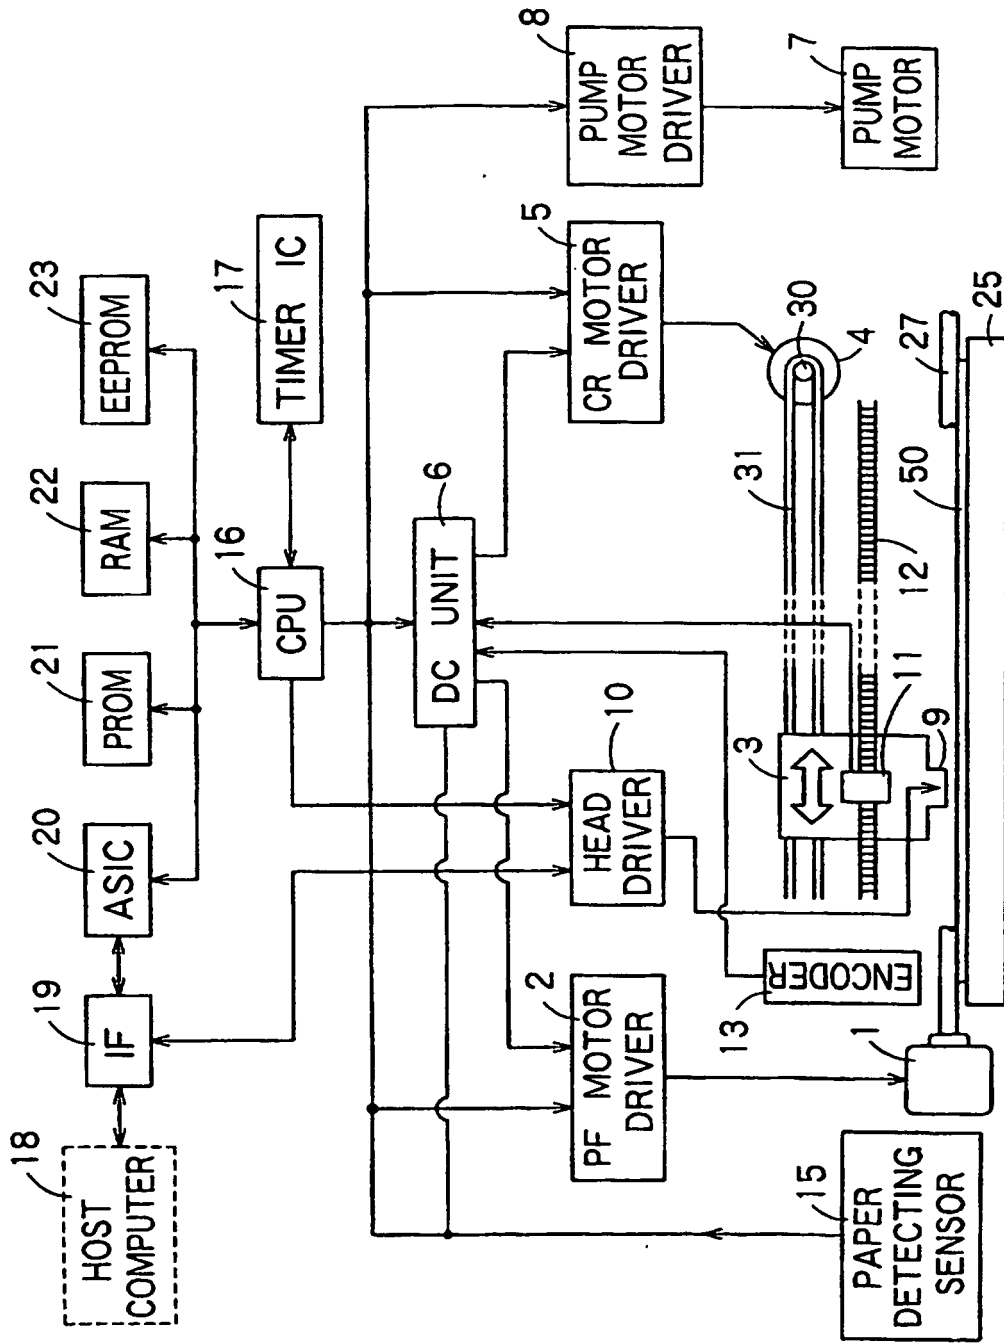 18
HOST
COMPUTER
19
IF
20
ASIC
21
PROM
22
RAM
23
EEPROM
16
CPU
17
TIMER IC
6
DC UNIT
2
PF MOTOR
DRIVER
10
HEAD
DRIVER
5
CR MOTOR
DRIVER
8
PUMP
MOTOR
DRIVER
7
PUMP
MOTOR
15
PAPER
DETECTING
SENSOR
13
ENCODER
1
3
11
9
31
12
30
4
50
27
25